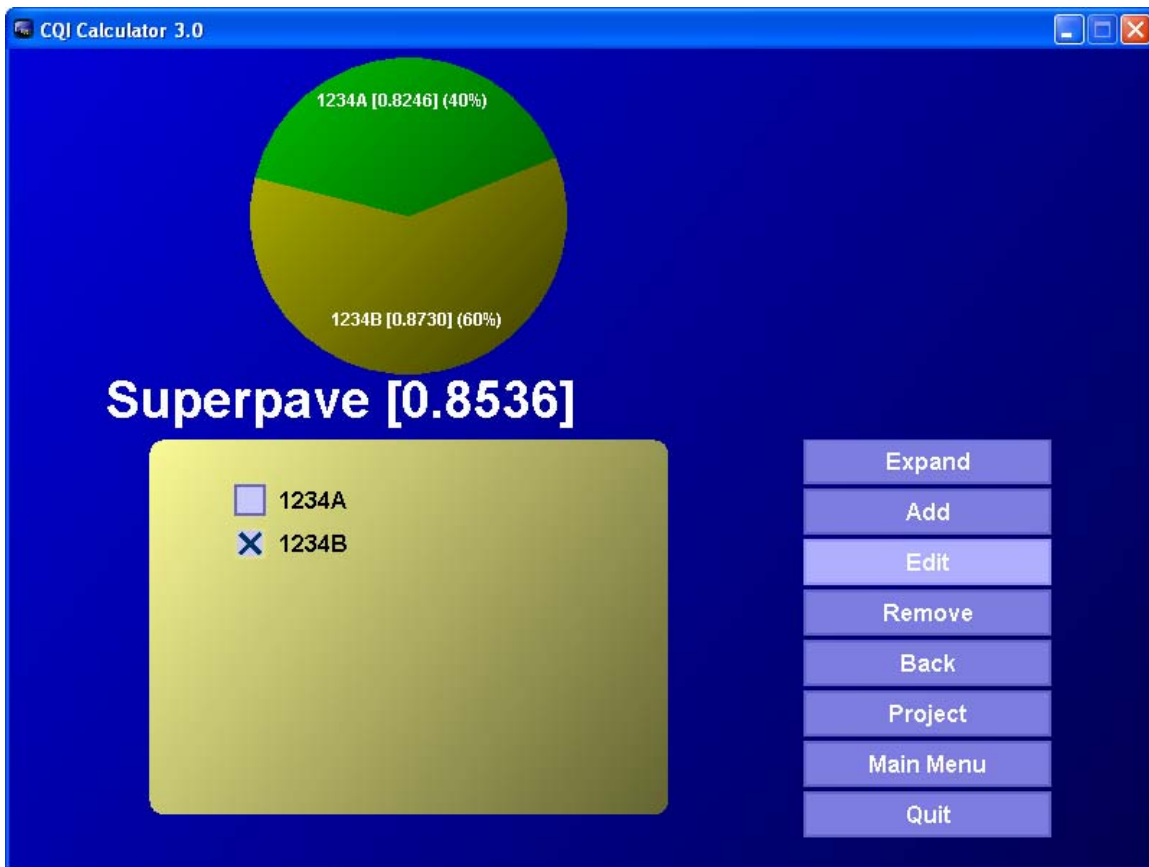 CQI Calculator 3.0
1234A [0.8246] (40%)
1234B [0.8730] (60%)
Superpave [0.8536]
1234A
1234B
Expand
Add
Edit
Remove
Back
Project
Main Menu
Quit